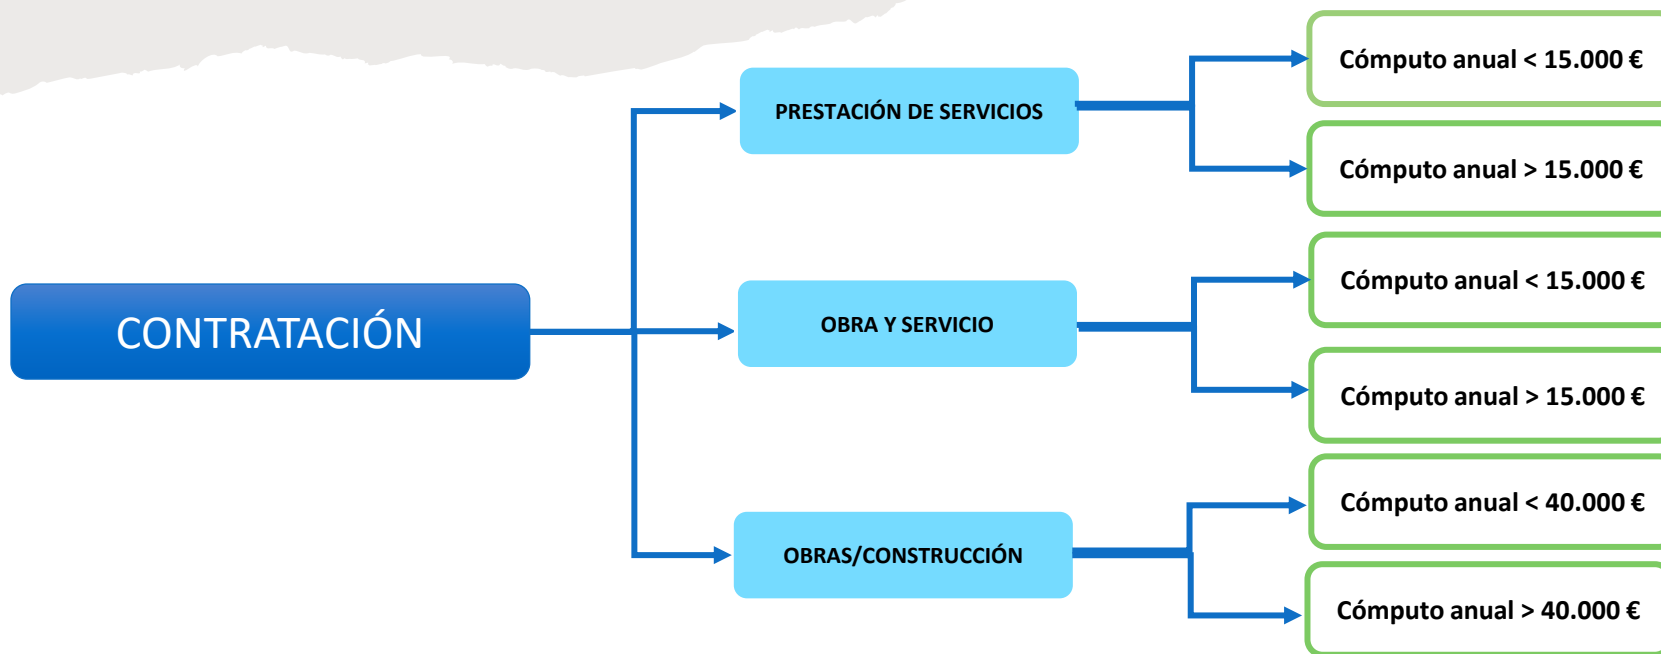 CONTRATACIÓN
PRESTACIÓN DE SERVICIOS
Cómputo anual < 15.000 €
Cómputo anual > 15.000 €
OBRA Y SERVICIO
Cómputo anual < 15.000 €
Cómputo anual > 15.000 €
OBRAS/CONSTRUCCIÓN
Cómputo anual < 40.000 €
Cómputo anual > 40.000 €